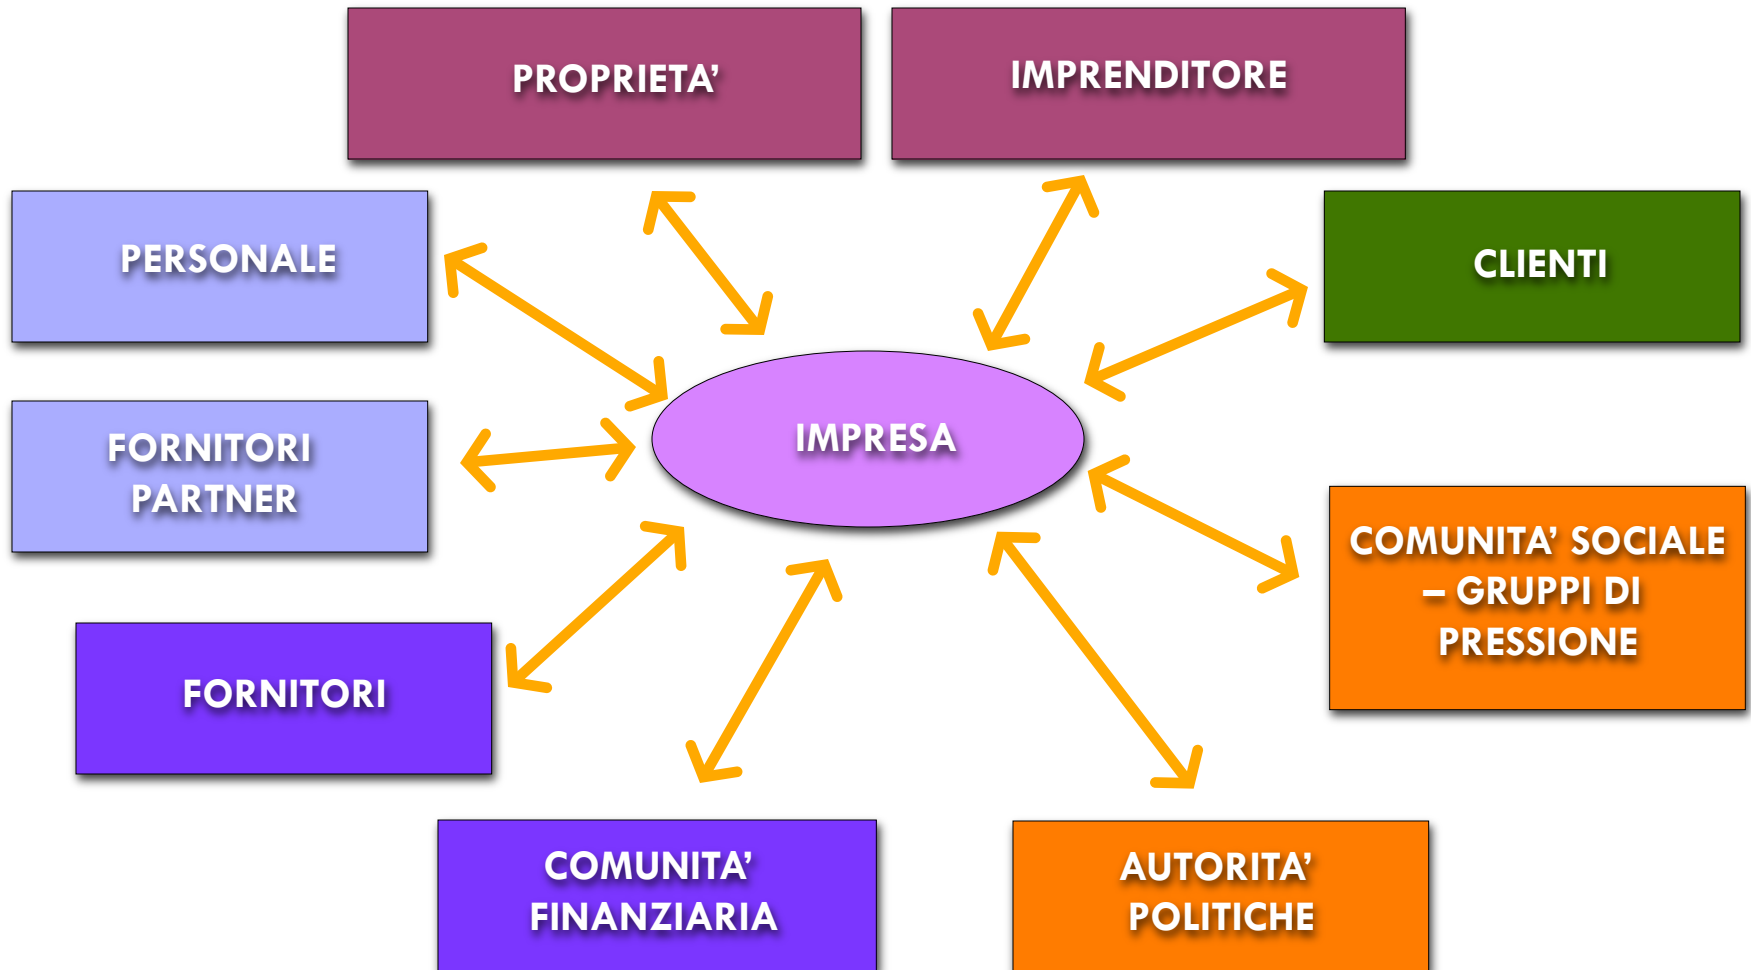 PROPRIETA’
IMPRENDITORE
PERSONALE
CLIENTI
FORNITORI
PARTNER
IMPRESA
COMUNITA’ SOCIALE
– GRUPPI DI
PRESSIONE
FORNITORI
COMUNITA’
FINANZIARIA
AUTORITA’
POLITICHE